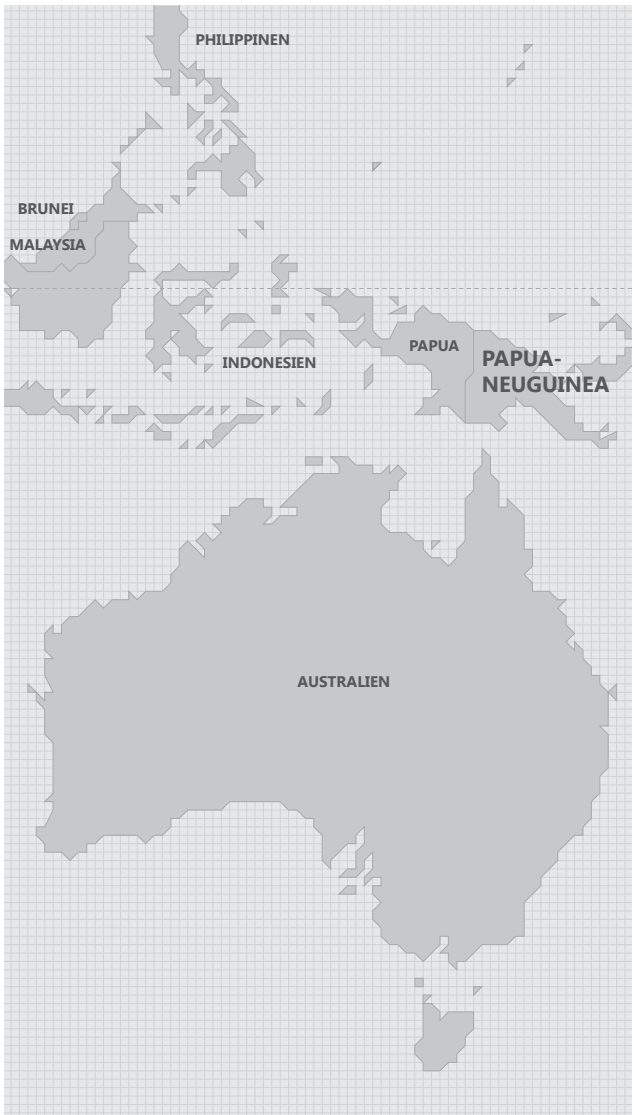 PHILIPPINEN
BRUNEI
MALAYSIA
PAPUA
PAPUA-
NEUGUINEA
INDONESIEN
AUSTRALIEN